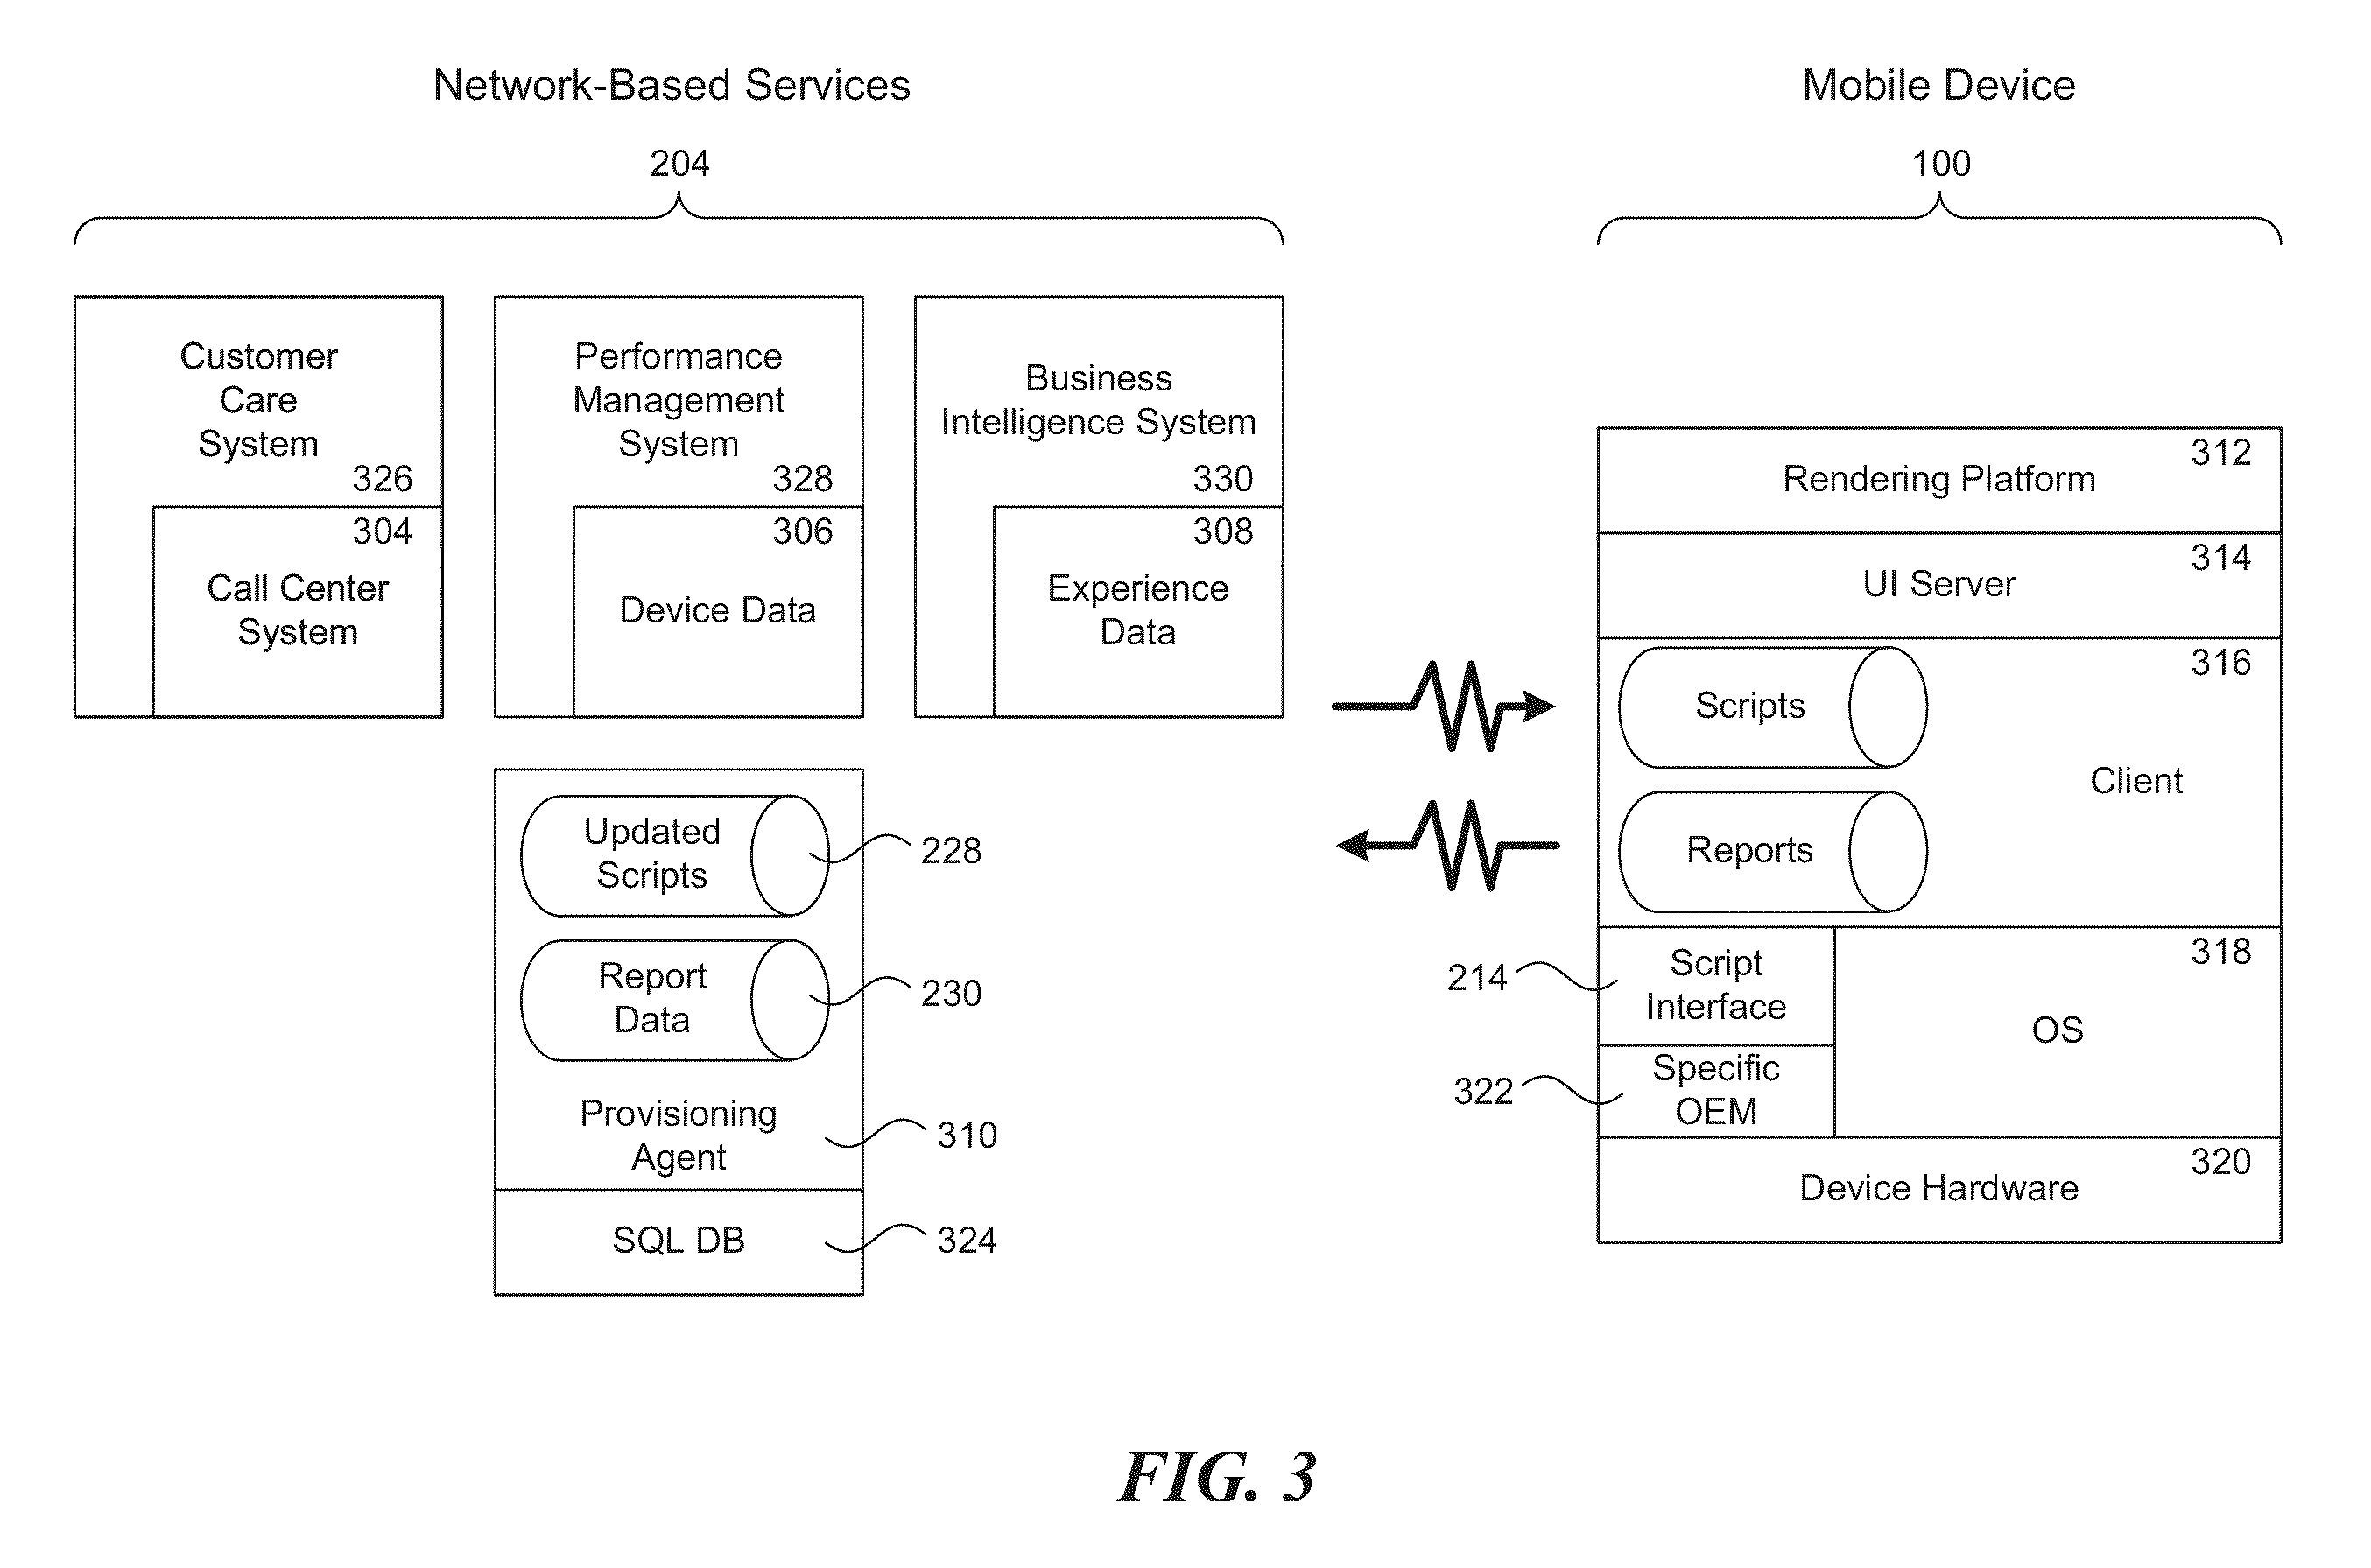 Network-Based Services
204
Mobile Device
100
Customer
Care
System
326
304
Call Center
System
Performance
Management
System
328
306
Device Data
Business
Intelligence System
330
308
Experience
Data
Updated
Scripts
228
Report
Data
230
Provisioning
Agent
310
SQL DB
324
312
Rendering Platform
314
UI Server
316
Scripts
Client
Reports
214
Script
Interface
318
OS
322
Specific
OEM
320
Device Hardware
FIG. 3